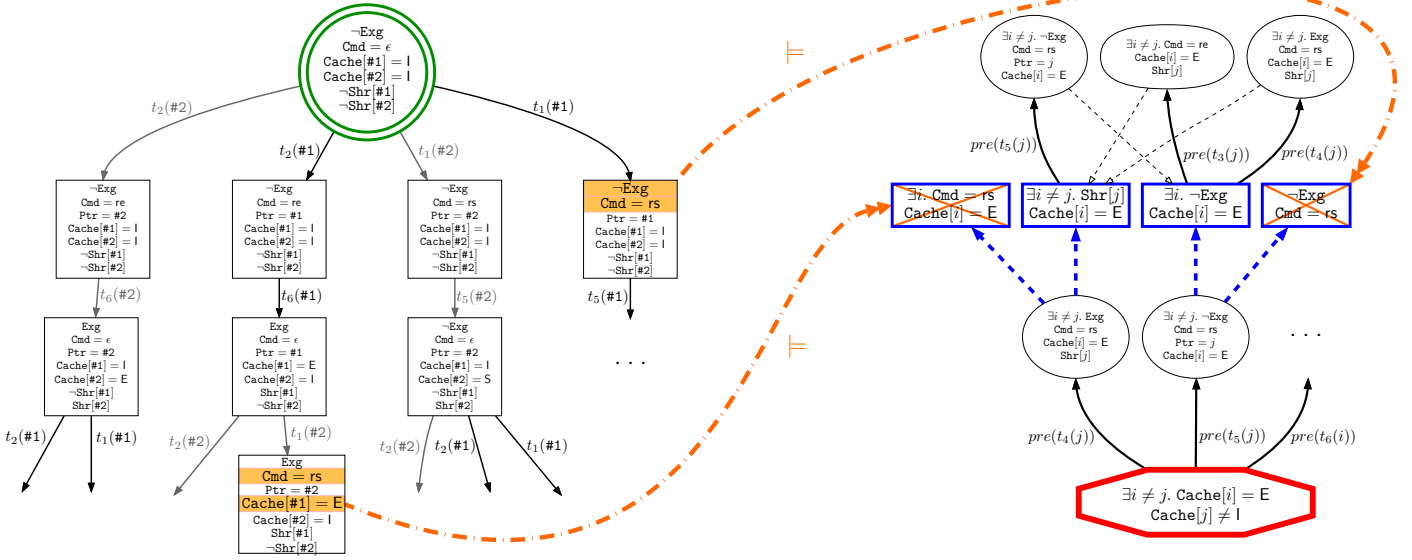 ¬Exg
Cmd = ϵ
Cache[#1] = I
Cache[#2] = I
¬Shr[#1]
¬Shr[#2]
t₂(#2)
t₂(#1)
t₁(#2)
t₁(#1)
¬Exg
Cmd = re
Ptr = #2
Cache[#1] = I
Cache[#2] = I
¬Shr[#1]
¬Shr[#2]
¬Exg
Cmd = re
Ptr = #1
Cache[#1] = I
Cache[#2] = I
¬Shr[#1]
¬Shr[#2]
¬Exg
Cmd = rs
Ptr = #2
Cache[#1] = I
Cache[#2] = I
¬Shr[#1]
¬Shr[#2]
¬Exg
Cmd = rs
Ptr = #1
Cache[#1] = I
Cache[#2] = I
¬Shr[#1]
¬Shr[#2]
t₆(#2)
t₆(#1)
t₅(#2)
t₅(#1)
Exg
Cmd = ϵ
Ptr = #2
Cache[#1] = I
Cache[#2] = E
¬Shr[#1]
Shr[#2]
Exg
Cmd = ϵ
Ptr = #1
Cache[#1] = E
Cache[#2] = I
Shr[#1]
¬Shr[#2]
¬Exg
Cmd = ϵ
Ptr = #2
Cache[#1] = I
Cache[#2] = S
¬Shr[#1]
Shr[#2]
. . .
t₂(#1)
t₁(#1)
t₂(#2)
t₁(#2)
t₂(#2)
t₂(#1)
t₁(#1)
Exg
Cmd = rs
Ptr = #2
Cache[#1] = E
Cache[#2] = I
Shr[#1]
¬Shr[#2]
⊨
⊨
∃i ≠ j. ¬Exg
Cmd = rs
Ptr = j
Cache[i] = E
∃i ≠ j. Cmd = re
Cache[i] = E
Shr[j]
∃i ≠ j. Exg
Cmd = rs
Cache[i] = E
Shr[j]
pre(t₅(j))
pre(t₃(j))
pre(t₄(j))
∃i. Cmd = rs
Cache[i] = E
∃i ≠ j. Shr[j]
Cache[i] = E
∃i. ¬Exg
Cache[i] = E
¬Exg
Cmd = rs
∃i ≠ j. Exg
Cmd = rs
Cache[i] = E
Shr[j]
∃i ≠ j. ¬Exg
Cmd = rs
Ptr = j
Cache[i] = E
. . .
pre(t₄(j))
pre(t₅(j))
pre(t₆(i))
∃i ≠ j. Cache[i] = E
Cache[j] ≠ I